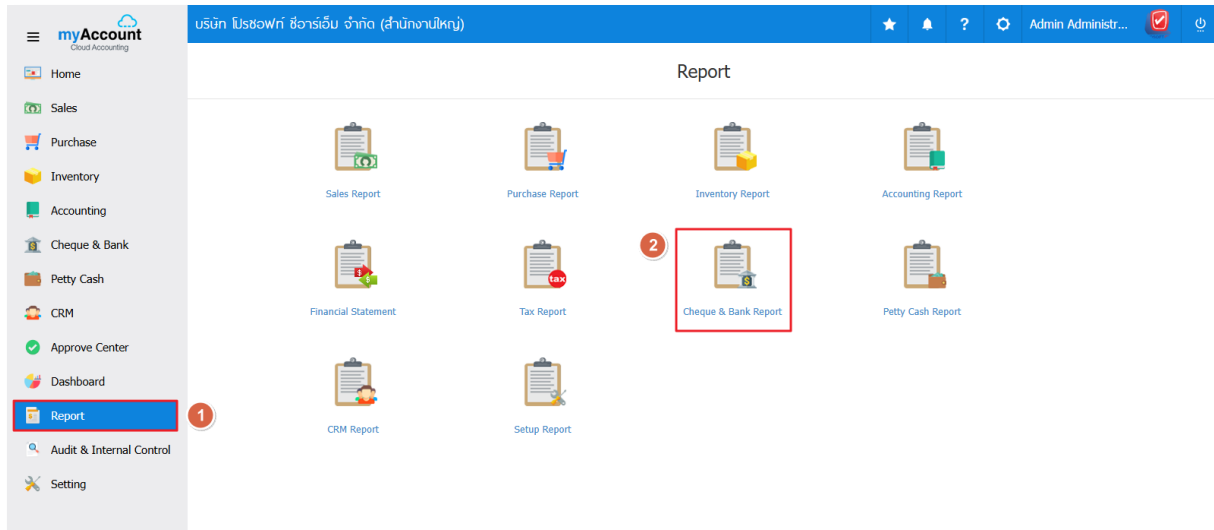 myAccount
Cloud Accounting
บริษัท โปรซอฟท์ ซีอาร์เอ็ม จำกัด (สำนักงานใหญ่)
?
Admin Administr...
Home
Sales
Purchase
Inventory
Accounting
Cheque & Bank
Petty Cash
CRM
Approve Center
Dashboard
Report
1
Audit & Internal Control
Setting
Report
Sales Report
Purchase Report
Inventory Report
Accounting Report
2
Financial Statement
tax
Tax Report
Cheque & Bank Report
Petty Cash Report
CRM Report
Setup Report